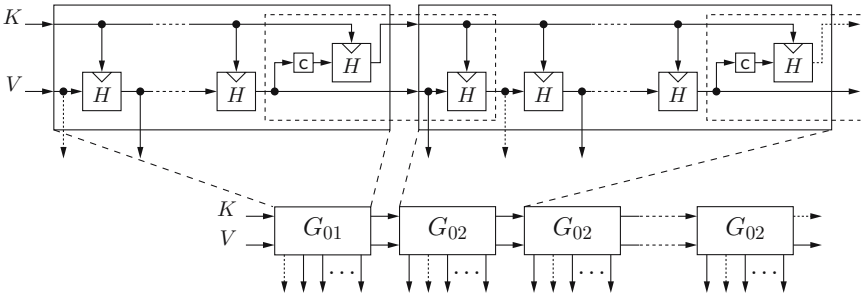 K
c H c H
V H H H H H
K
V G₀₁ G₀₂ G₀₂ G₀₂
··· ··· ··· ···